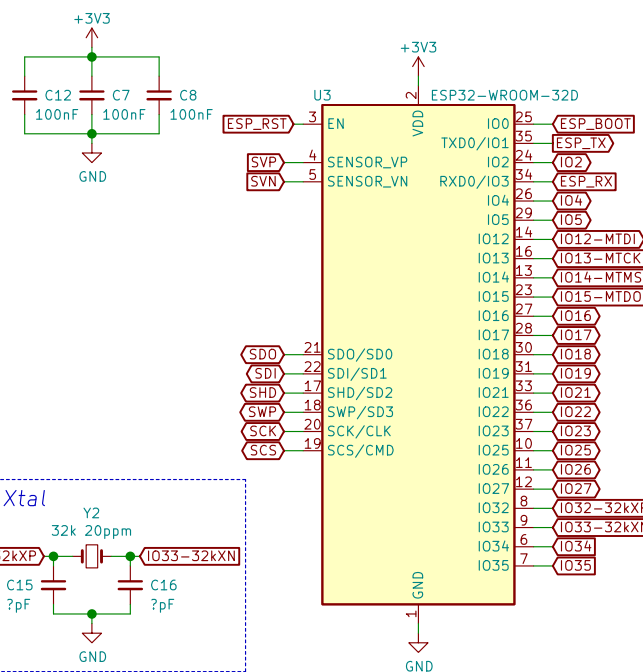 +3V3
C12
100nF
C7
100nF
C8
100nF
GND
+3V3
U3
ESP32-WROOM-32D
2
VDD
ESP_RST 3 EN
SVP 4 SENSOR_VP
SVN 5 SENSOR_VN
SDO 21 SDO/SD0
SDI 22 SDI/SD1
SHD 17 SHD/SD2
SWP 18 SWP/SD3
SCK 20 SCK/CLK
SCS 19 SCS/CMD
IO0 25 ESP_BOOT
TXD0/IO1 35 ESP_TX
IO2 24 IO2
RXD0/IO3 34 ESP_RX
IO4 26 IO4
IO5 29 IO5
IO12 14 IO12-MTDI
IO13 16 IO13-MTCK
IO14 13 IO14-MTMS
IO15 23 IO15-MTDO
IO16 27 IO16
IO17 28 IO17
IO18 30 IO18
IO19 31 IO19
IO21 33 IO21
IO22 36 IO22
IO23 37 IO23
IO25 10 IO25
IO26 11 IO26
IO27 12 IO27
IO32 8 IO32-32kXP
IO33 9 IO33-32kXN
IO34 6 IO34
IO35 7 IO35
GND
1
GND
Xtal
Y2
32k 20ppm
2kXP
IO33-32kXN
C15
?pF
C16
?pF
GND